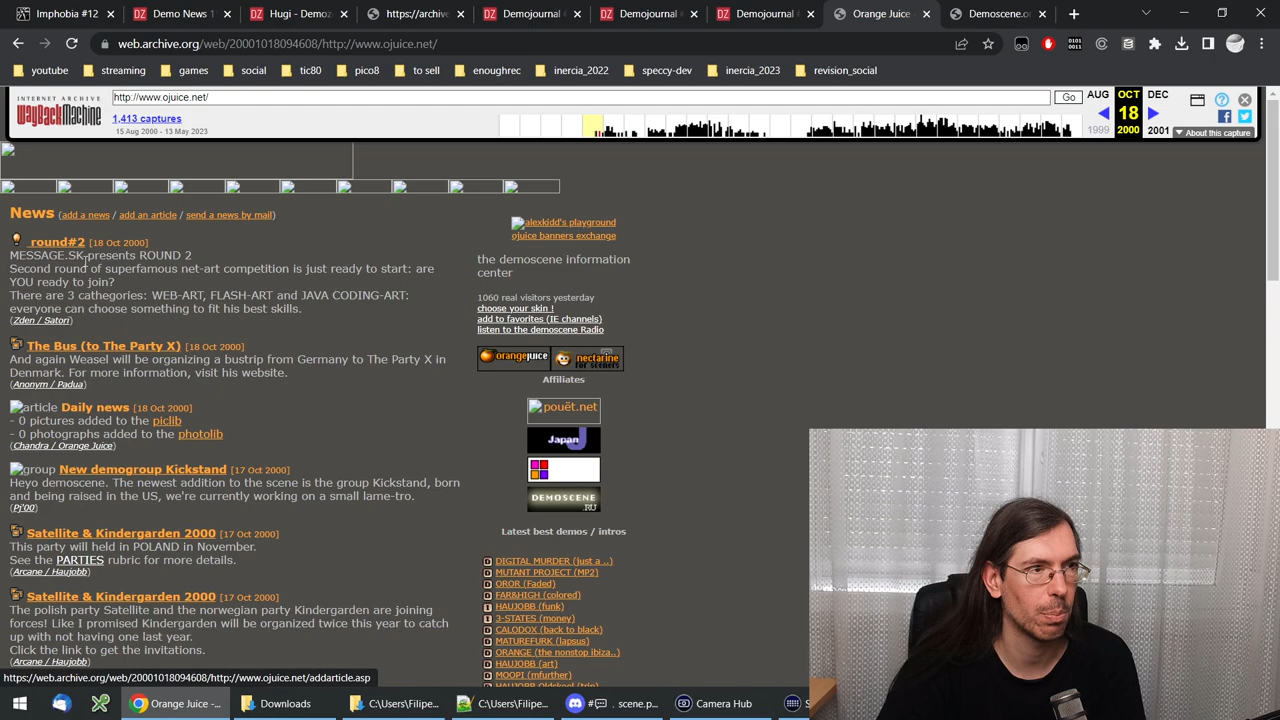 Imphobia #12
Demo News 1
Hugi - Demoz
https://archive
Demojournal
Demojournal #
Demojournal #
Orange Juice
Demoscene.or
web.archive.org/web/20001018094608/http://www.ojuice.net/
youtube streaming games social tic80 pico8 to sell enoughrec inercia_2022 speccy-dev inercia_2023 revision_social
INTERNET ARCHIVE
WayBackMachine
http://www.ojuice.net/ Go
1,413 captures
15 Aug 2000 - 13 May 2023
AUG OCT DEC
18
1999 2000 2001
About this capture
News (add a news / add an article / send a news by mail)
round#2 [18 Oct 2000]
MESSAGE.SK presents ROUND 2
Second round of superfamous net-art competition is just ready to start: are
YOU ready to join?
There are 3 cathegories: WEB-ART, FLASH-ART and JAVA CODING-ART:
everyone can choose something to fit his best skills.
(Zden / Satori)
The Bus (to The Party X) [18 Oct 2000]
And again Weasel will be organizing a bustrip from Germany to The Party X in
Denmark. For more information, visit his website.
(Anonym / Padua)
article Daily news [18 Oct 2000]
- 0 pictures added to the piclib
- 0 photographs added to the photolib
(Chandra / Orange Juice)
group New demogroup Kickstand [17 Oct 2000]
Heyo demoscene. The newest addition to the scene is the group Kickstand, born
and being raised in the US, we're currently working on a small lame-tro.
(Pj'00)
Satellite & Kindergarden 2000 [17 Oct 2000]
This party will held in POLAND in November.
See the PARTIES rubric for more details.
(Arcane / Haujobb)
Satellite & Kindergarden 2000 [17 Oct 2000]
The polish party Satellite and the norwegian party Kindergarden are joining
forces! Like I promised Kindergarden will be organized twice this year to catch
up with not having one last year.
Click the link to get the invitations.
(Arcane / Haujobb)
alexkidd's playground
ojuice banners exchange
the demoscene information
center
1060 real visitors yesterday
choose your skin !
add to favorites (IE channels)
listen to the demoscene Radio
orangejuice nectarine
for sceners
Affiliates
pouët.net
Japan
DEMOSCENE
.RU
Latest best demos / intros
DIGITAL MURDER (just a ..)
MUTANT PROJECT (MP2)
OROR (Faded)
FAR&HIGH (colored)
HAUJOBB (funk)
3-STATES (money)
CALODOX (back to black)
MATUREFURK (lapsus)
ORANGE (the nonstop ibiza..)
HAUJOBB (art)
MOOPI (mfurther)
HAUJOBB Oldskool (trip)
https://web.archive.org/web/20001018094608/http://www.ojuice.net/addarticle.asp
Orange Juice -... Downloads C:\Users\Filipe... C:\Users\Filipe... scene.p... Camera Hub